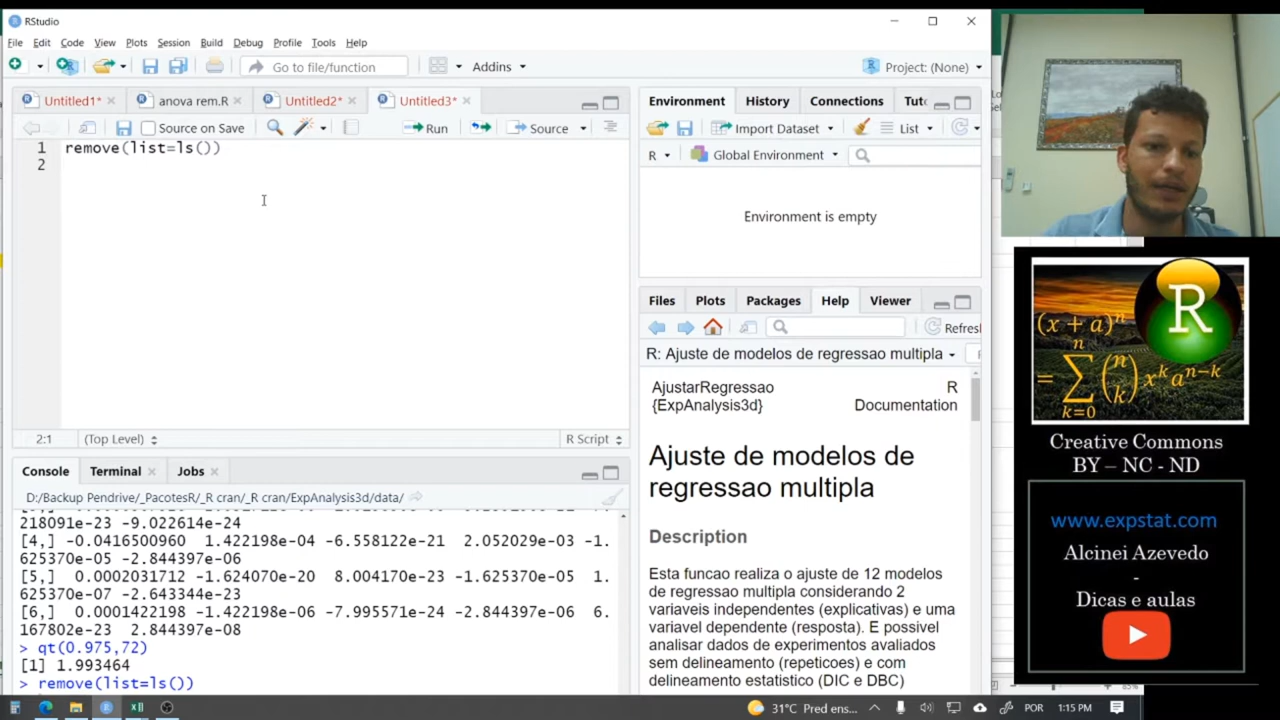 RStudio
File Edit Code View Plots Session Build Debug Profile Tools Help
Go to file/function Addins Project: (None)
Untitled1* anova rem.R Untitled2* Untitled3*
Source on Save Run Source
1 remove(list=ls())
2
2:1 (Top Level) R Script
Console Terminal Jobs
D:/Backup Pendrive/_PacotesR/_R cran/_R cran/ExpAnalysis3d/data/
218091e-23 -9.022614e-24
[4,] -0.0416500960 1.422198e-04 -6.558122e-21 2.052029e-03 -1.
625370e-05 -2.844397e-06
[5,] 0.0002031712 -1.624070e-20 8.004170e-23 -1.625370e-05 1.
625370e-07 -2.643344e-23
[6,] 0.0001422198 -1.422198e-06 -7.995571e-24 -2.844397e-06 6.
167802e-23 2.844397e-08
> qt(0.975,72)
[1] 1.993464
> remove(list=ls())
Environment History Connections Tut
Import Dataset List
R Global Environment
Environment is empty
Files Plots Packages Help Viewer
Refres
R: Ajuste de modelos de regressao multipla
AjustarRegressao R
{ExpAnalysis3d} Documentation
Ajuste de modelos de
regressao multipla
Description
Esta funcao realiza o ajuste de 12 modelos
de regressao multipla considerando 2
variaveis independentes (explicativas) e uma
variavel dependente (resposta). E possivel
analisar dados de experimentos avaliados
sem delineamento (repeticoes) e com
delineamento estatistico (DIC e DBC)
R
(x + a)^n
= ∑_{k=0}^{n} (n k) x^k a^{n-k}
Creative Commons
BY – NC - ND
www.expstat.com
Alcinei Azevedo
-
Dicas e aulas
31°C Pred ens... POR 1:15 PM